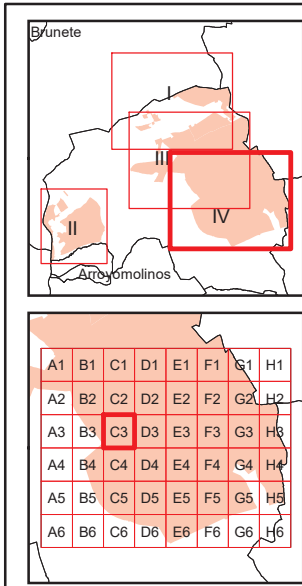 Brunete
I
III
IV
II
Arroyomolinos
A1 B1 C1 D1 E1 F1 G1 H1
A2 B2 C2 D2 E2 F2 G2 H2
A3 B3 C3 D3 E3 F3 G3 H3
A4 B4 C4 D4 E4 F4 G4 H4
A5 B5 C5 D5 E5 F5 G5 H5
A6 B6 C6 D6 E6 F6 G6 H6